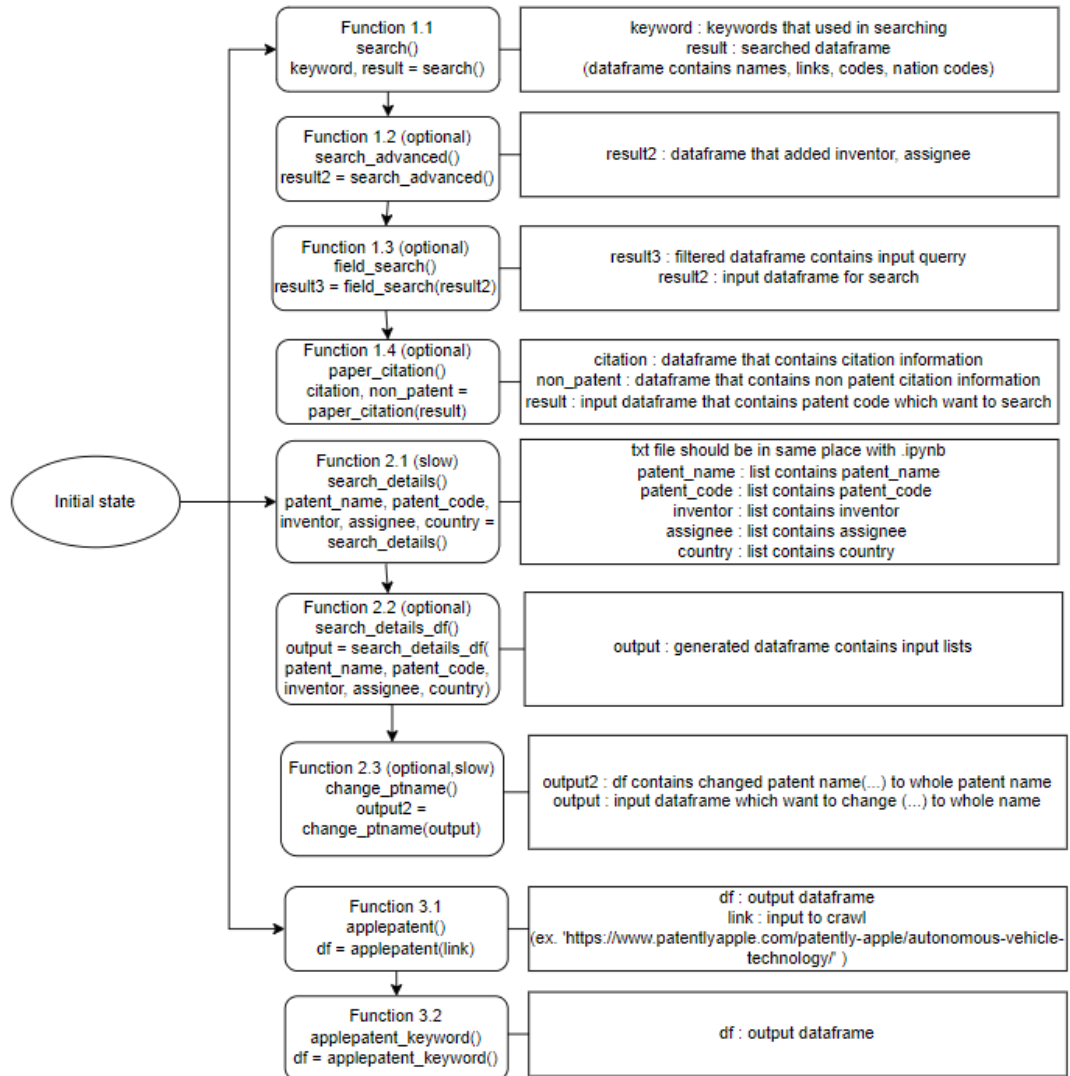 Function 1.1
search()
keyword, result = search()
keyword : keywords that used in searching
result : searched dataframe
(dataframe contains names, links, codes, nation codes)
Function 1.2 (optional)
search_advanced()
result2 = search_advanced()
result2 : dataframe that added inventor, assignee
Function 1.3 (optional)
field_search()
result3 = field_search(result2)
result3 : filtered dataframe contains input querry
result2 : input dataframe for search
Function 1.4 (optional)
paper_citation()
citation, non_patent =
paper_citation(result)
citation : dataframe that contains citation information
non_patent : dataframe that contains non patent citation information
result : input dataframe that contains patent code which want to search
Initial state
Function 2.1 (slow)
search_details()
patent_name, patent_code,
inventor, assignee, country =
search_details()
txt file should be in same place with .ipynb
patent_name : list contains patent_name
patent_code : list contains patent_code
inventor : list contains inventor
assignee : list contains assignee
country : list contains country
Function 2.2 (optional)
search_details_df()
output = search_details_df(
patent_name, patent_code,
inventor, assignee, country)
output : generated dataframe contains input lists
Function 2.3 (optional,slow)
change_ptname()
output2 =
change_ptname(output)
output2 : df contains changed patent name(...) to whole patent name
output : input dataframe which want to change (...) to whole name
Function 3.1
applepatent()
df = applepatent(link)
df : output dataframe
link : input to crawl
(ex. 'https://www.patentlyapple.com/patently-apple/autonomous-vehicle-
technology/' )
Function 3.2
applepatent_keyword()
df = applepatent_keyword()
df : output dataframe